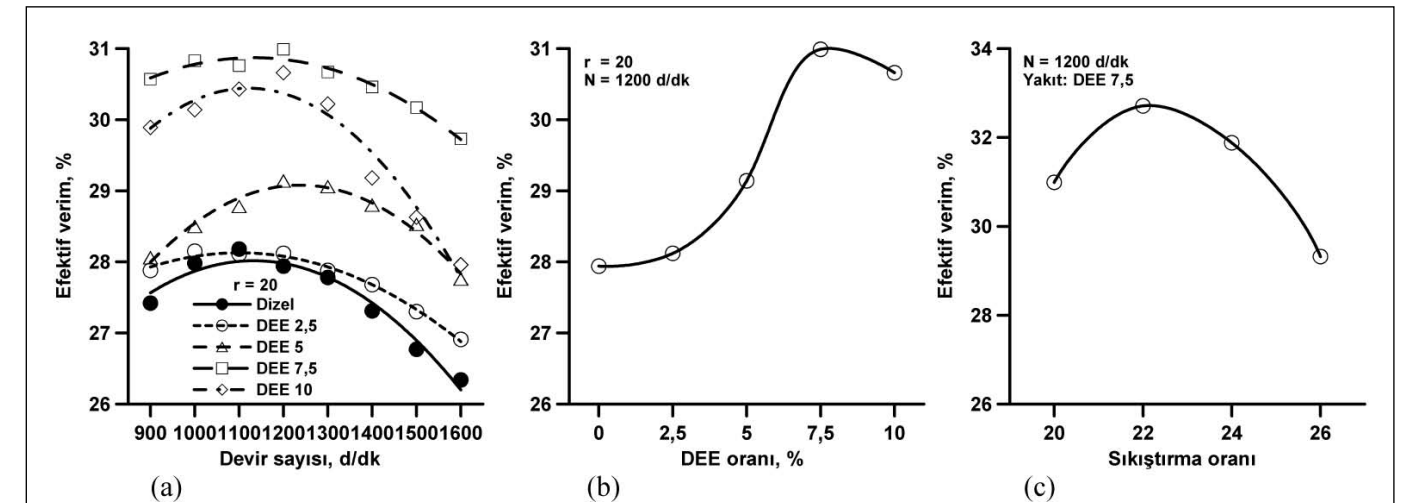 31
30
29
28
27
26
Efektif verim, %
r = 20
Dizel
DEE 2,5
DEE 5
DEE 7,5
DEE 10
900 1000 1100 1200 1300 1400 1500 1600
Devir sayısı, d/dk
(a)
31
30
29
28
27
26
Efektif verim, %
r = 20
N = 1200 d/dk
0 2,5 5 7,5 10
DEE oranı, %
(b)
34
32
30
28
26
Efektif verim, %
N = 1200 d/dk
Yakıt: DEE 7,5
20 22 24 26
Sıkıştırma oranı
(c)